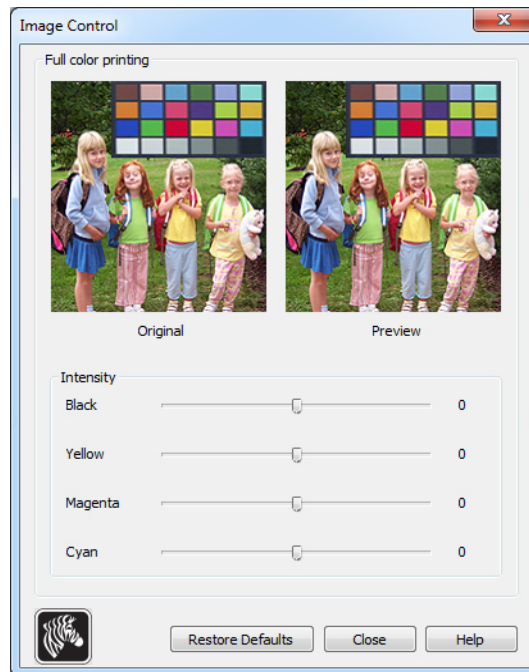 Image Control
Full color printing
Original
Preview
Intensity
Black 0
Yellow 0
Magenta 0
Cyan 0
Restore Defaults
Close
Help